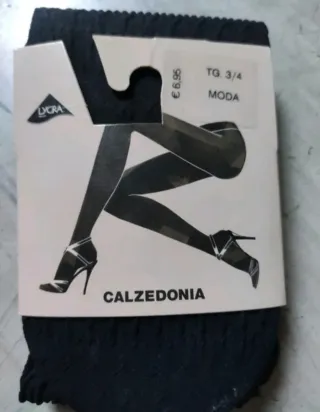 LYCRA
€ 6,95
TG. 3/4
MODA
CALZEDONIA